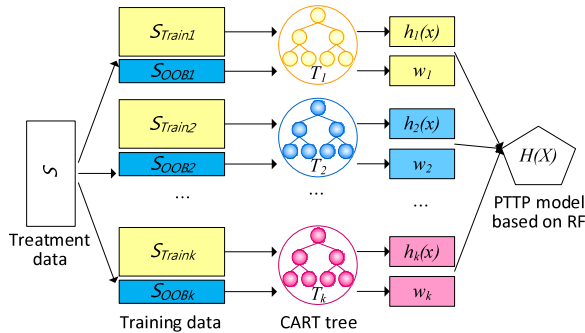 S
Treatment
data
S_Train1
S_OOB1
S_Train2
S_OOB2
...
S_Traink
S_OOBk
Training data
T_1
T_2
...
T_k
CART tree
h_1(x)
w_1
h_2(x)
w_2
...
h_k(x)
w_k
H(X)
PTTP model
based on RF